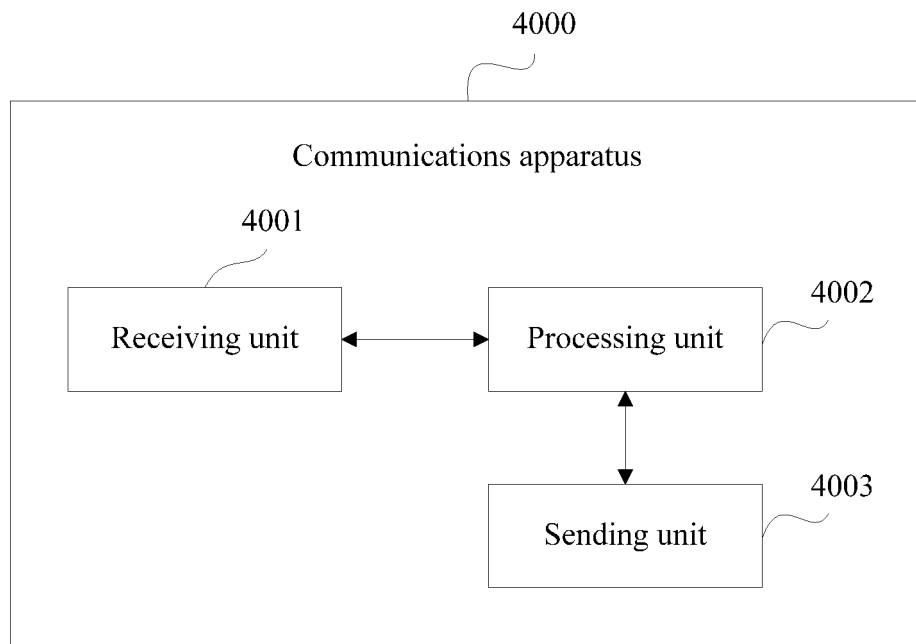 4000
Communications apparatus
4001
Receiving unit
Processing unit
4002
Sending unit
4003